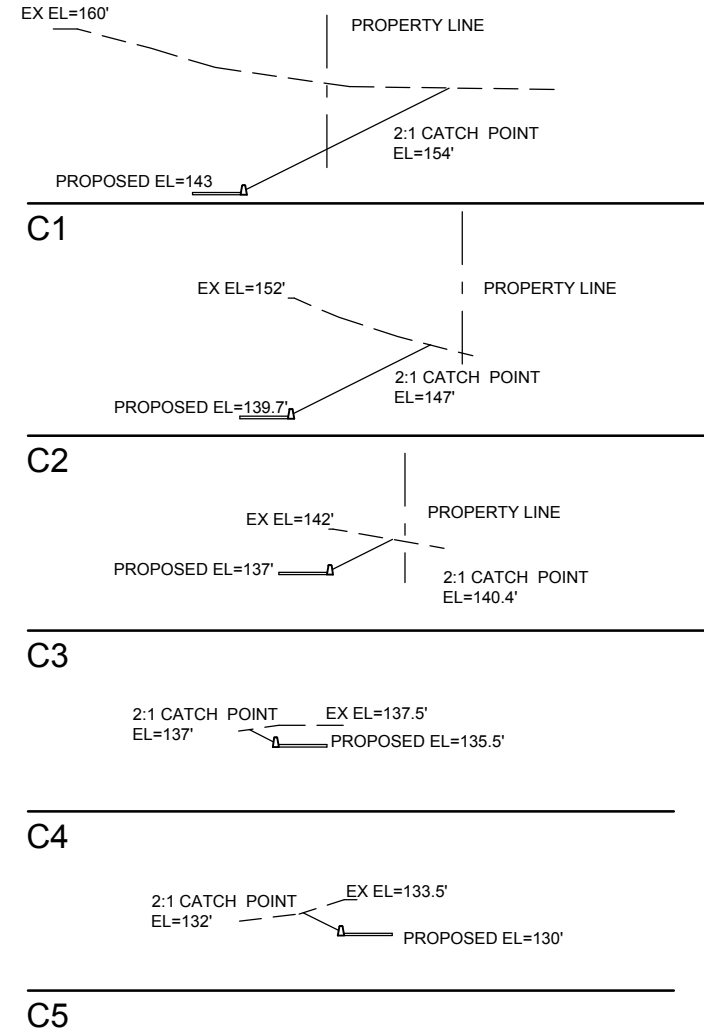 EX EL=160'
PROPERTY LINE
2:1 CATCH POINT
EL=154'
PROPOSED EL=143
C1
EX EL=152'
PROPERTY LINE
2:1 CATCH POINT
EL=147'
PROPOSED EL=139.7'
C2
EX EL=142'
PROPERTY LINE
PROPOSED EL=137'
2:1 CATCH POINT
EL=140.4'
C3
2:1 CATCH POINT
EL=137'
EX EL=137.5'
PROPOSED EL=135.5'
C4
2:1 CATCH POINT
EL=132'
EX EL=133.5'
PROPOSED EL=130'
C5